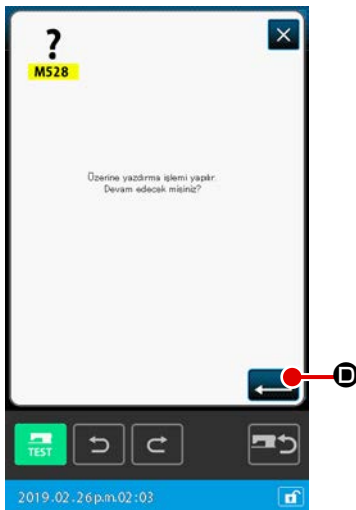 ?
M528
Üzerine yazdırma işlemi yapılır.
Devam edecek misiniz?
D
TEST
2019.02.26p.m.02:03